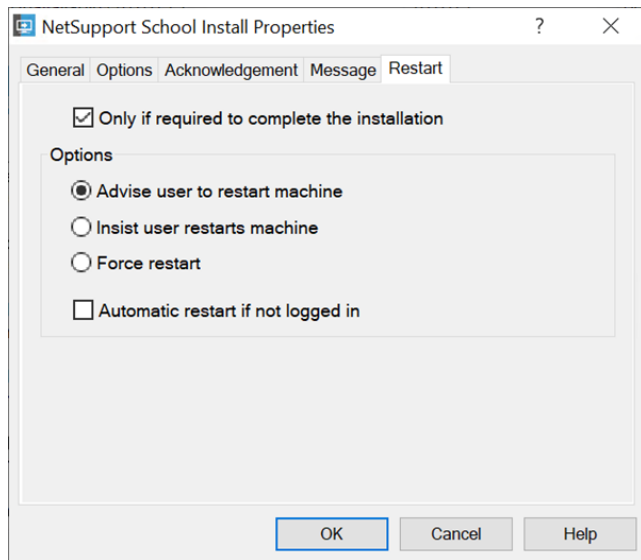 NetSupport School Install Properties
General Options Acknowledgement Message Restart
Only if required to complete the installation
Options
Advise user to restart machine
Insist user restarts machine
Force restart
Automatic restart if not logged in
OK Cancel Help